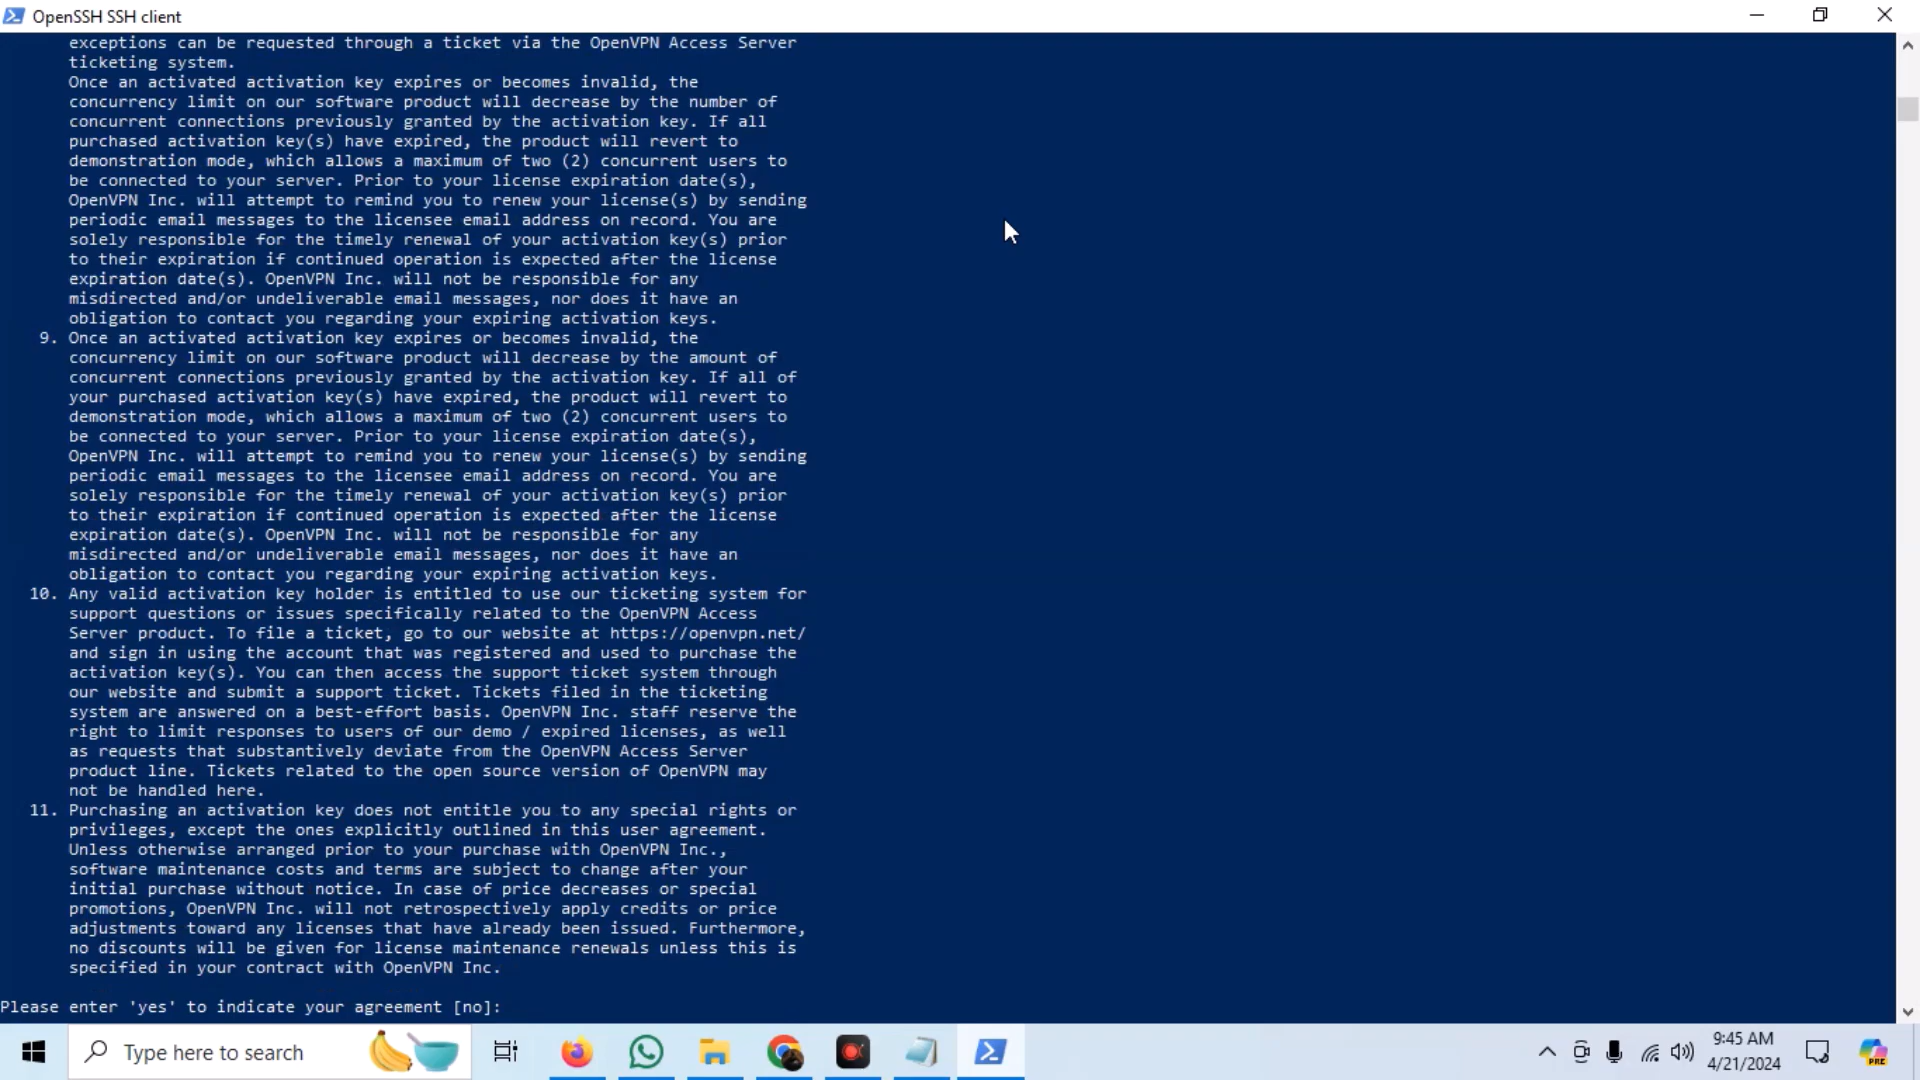 OpenSSH SSH client
exceptions can be requested through a ticket via the OpenVPN Access Server
ticketing system.
Once an activated activation key expires or becomes invalid, the
concurrency limit on our software product will decrease by the number of
concurrent connections previously granted by the activation key. If all
purchased activation key(s) have expired, the product will revert to
demonstration mode, which allows a maximum of two (2) concurrent users to
be connected to your server. Prior to your license expiration date(s),
OpenVPN Inc. will attempt to remind you to renew your license(s) by sending
periodic email messages to the licensee email address on record. You are
solely responsible for the timely renewal of your activation key(s) prior
to their expiration if continued operation is expected after the license
expiration date(s). OpenVPN Inc. will not be responsible for any
misdirected and/or undeliverable email messages, nor does it have an
obligation to contact you regarding your expiring activation keys.
9. Once an activated activation key expires or becomes invalid, the
concurrency limit on our software product will decrease by the amount of
concurrent connections previously granted by the activation key. If all of
your purchased activation key(s) have expired, the product will revert to
demonstration mode, which allows a maximum of two (2) concurrent users to
be connected to your server. Prior to your license expiration date(s),
OpenVPN Inc. will attempt to remind you to renew your license(s) by sending
periodic email messages to the licensee email address on record. You are
solely responsible for the timely renewal of your activation key(s) prior
to their expiration if continued operation is expected after the license
expiration date(s). OpenVPN Inc. will not be responsible for any
misdirected and/or undeliverable email messages, nor does it have an
obligation to contact you regarding your expiring activation keys.
10. Any valid activation key holder is entitled to use our ticketing system for
support questions or issues specifically related to the OpenVPN Access
Server product. To file a ticket, go to our website at https://openvpn.net/
and sign in using the account that was registered and used to purchase the
activation key(s). You can then access the support ticket system through
our website and submit a support ticket. Tickets filed in the ticketing
system are answered on a best-effort basis. OpenVPN Inc. staff reserve the
right to limit responses to users of our demo / expired licenses, as well
as requests that substantively deviate from the OpenVPN Access Server
product line. Tickets related to the open source version of OpenVPN may
not be handled here.
11. Purchasing an activation key does not entitle you to any special rights or
privileges, except the ones explicitly outlined in this user agreement.
Unless otherwise arranged prior to your purchase with OpenVPN Inc.,
software maintenance costs and terms are subject to change after your
initial purchase without notice. In case of price decreases or special
promotions, OpenVPN Inc. will not retrospectively apply credits or price
adjustments toward any licenses that have already been issued. Furthermore,
no discounts will be given for license maintenance renewals unless this is
specified in your contract with OpenVPN Inc.
Please enter 'yes' to indicate your agreement [no]:
Type here to search
9:45 AM
4/21/2024
PRE